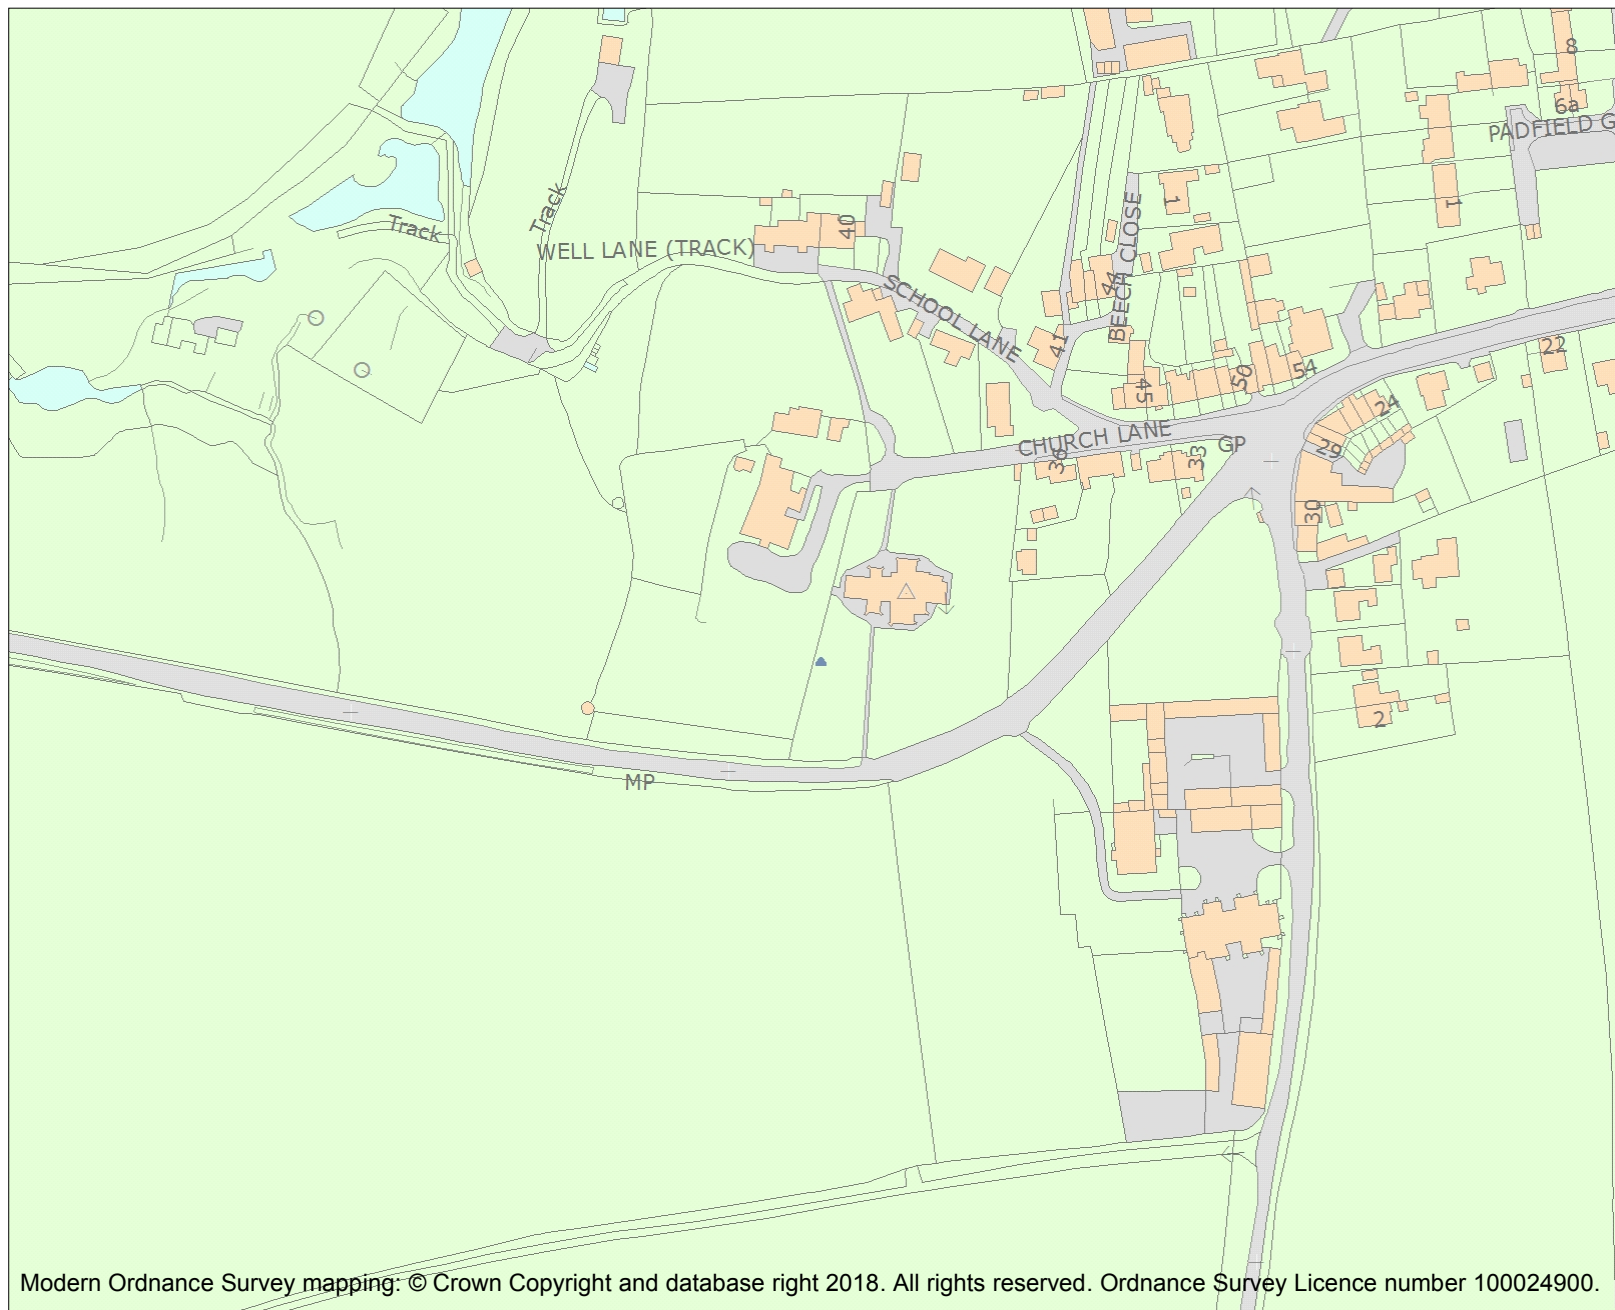 8
6a
PADFIELD G
Track
1
1
Track
40
WELL LANE (TRACK)
BEECH CLOSE
44
SCHOOL LANE
41
22
54
50
45
24
CHURCH LANE
GP
29
33
30
2
MP
Modern Ordnance Survey mapping: © Crown Copyright and database right 2018. All rights reserved. Ordnance Survey Licence number 100024900.